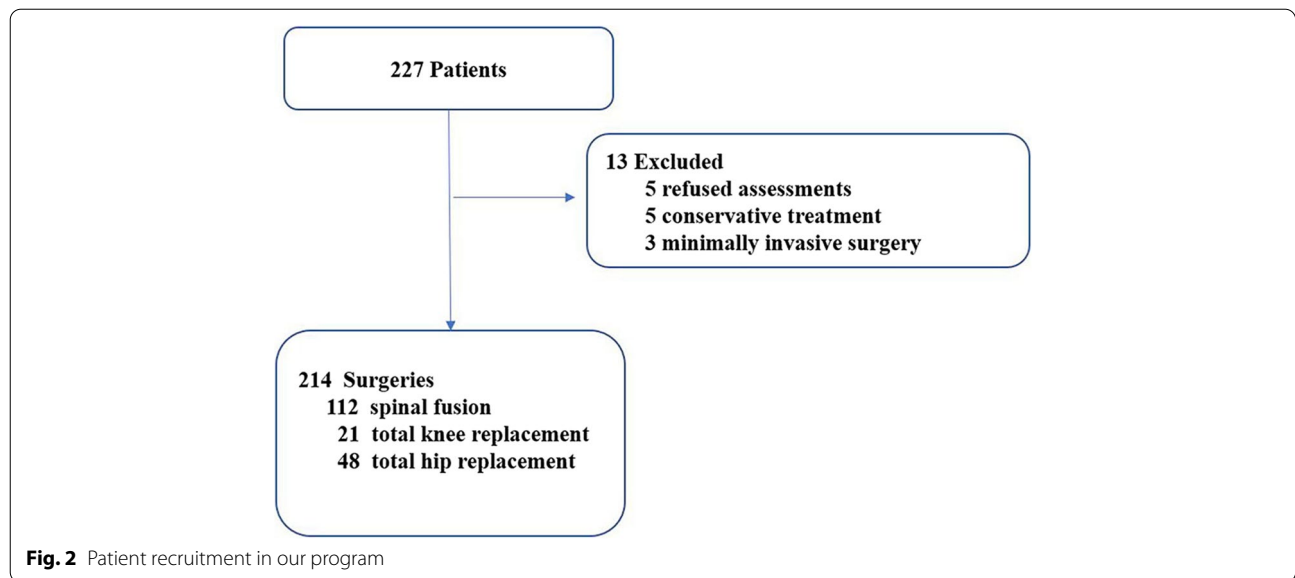 227 Patients
13 Excluded
5 refused assessments
5 conservative treatment
3 minimally invasive surgery
214 Surgeries
112 spinal fusion
21 total knee replacement
48 total hip replacement
Fig. 2 Patient recruitment in our program